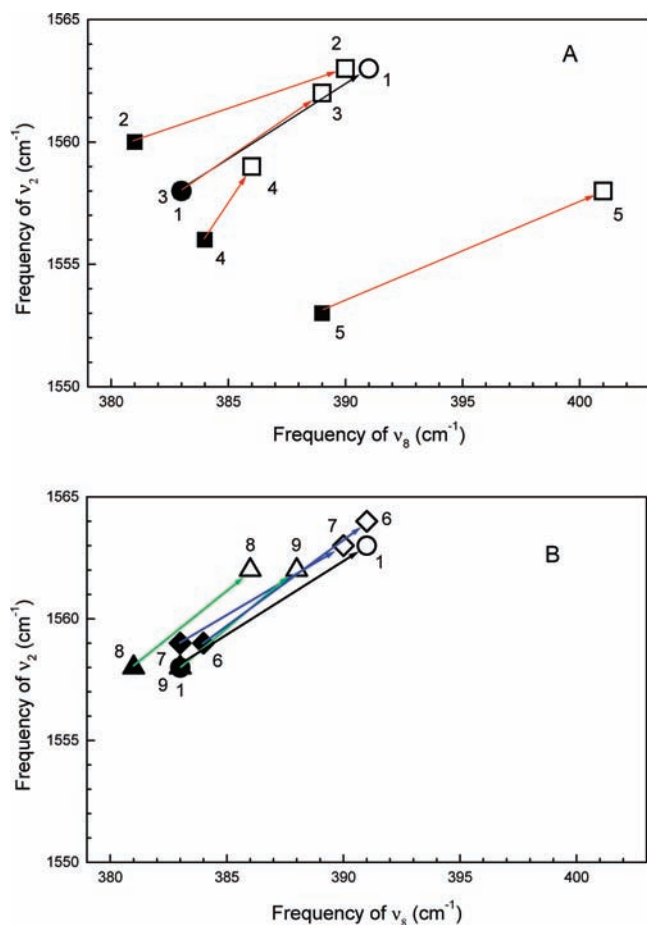 A
1565
1560
1555
1550
Frequency of ν₂ (cm⁻¹)
2
1
3
2
3
1
4
4
5
5
380 385 390 395 400
Frequency of ν₈ (cm⁻¹)
B
1565
1560
1555
1550
Frequency of ν₂ (cm⁻¹)
8 9 7 6
1
8 7 6
9 1
380 385 390 395 400
Frequency of ν₈ (cm⁻¹)